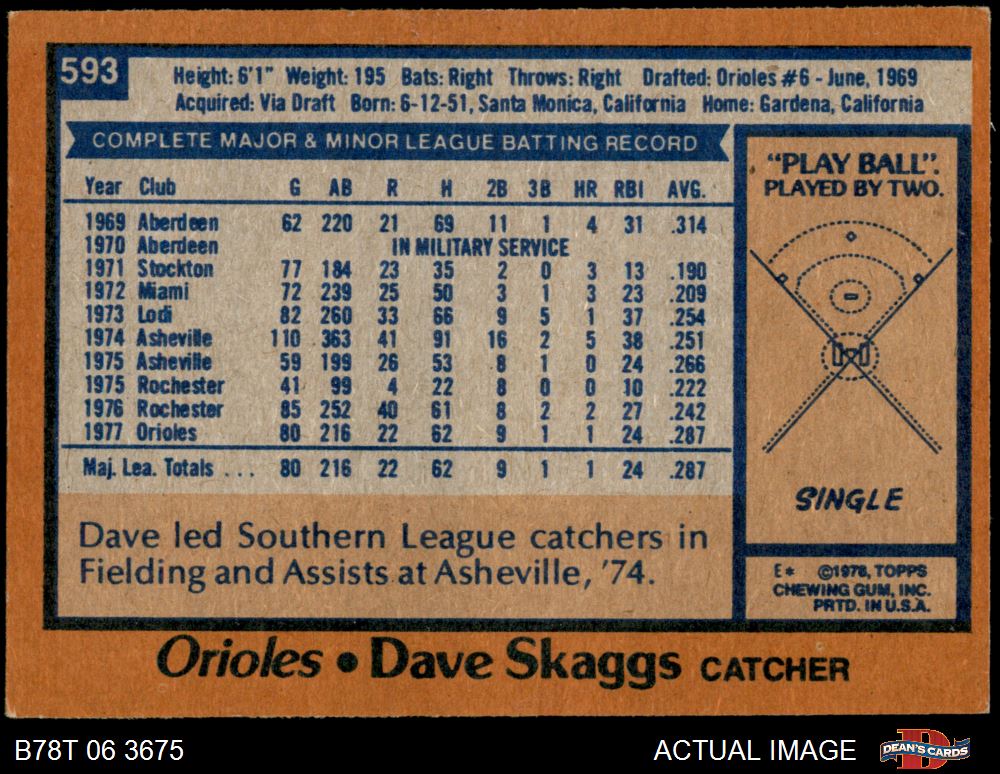 593
Height: 6'1" Weight: 195 Bats: Right Throws: Right Drafted: Orioles #6 - June, 1969
Acquired: Via Draft Born: 6-12-51, Santa Monica, California Home: Gardena, California
COMPLETE MAJOR & MINOR LEAGUE BATTING RECORD
Year Club G AB R H 2B 3B HR RBI AVG.
1969 Aberdeen 62 220 21 69 11 1 4 31 .314
1970 Aberdeen IN MILITARY SERVICE
1971 Stockton 77 184 23 35 2 0 3 13 .190
1972 Miami 72 239 25 50 3 1 3 23 .209
1973 Lodi 82 260 33 66 9 5 1 37 .254
1974 Asheville 110 363 41 91 16 2 5 38 .251
1975 Asheville 59 199 26 53 8 1 0 24 .266
1975 Rochester 41 99 4 22 8 0 0 10 .222
1976 Rochester 85 252 40 61 8 2 2 27 .242
1977 Orioles 80 216 22 62 9 1 1 24 .287
Maj. Lea. Totals ... 80 216 22 62 9 1 1 24 .287
Dave led Southern League catchers in
Fielding and Assists at Asheville, '74.
"PLAY BALL":
PLAYED BY TWO.
SINGLE
E* ©1978, TOPPS
CHEWING GUM, INC.
PRTD. IN U.S.A.
Orioles • Dave Skaggs CATCHER
B78T 06 3675
ACTUAL IMAGE
D
DEAN'S CARDS